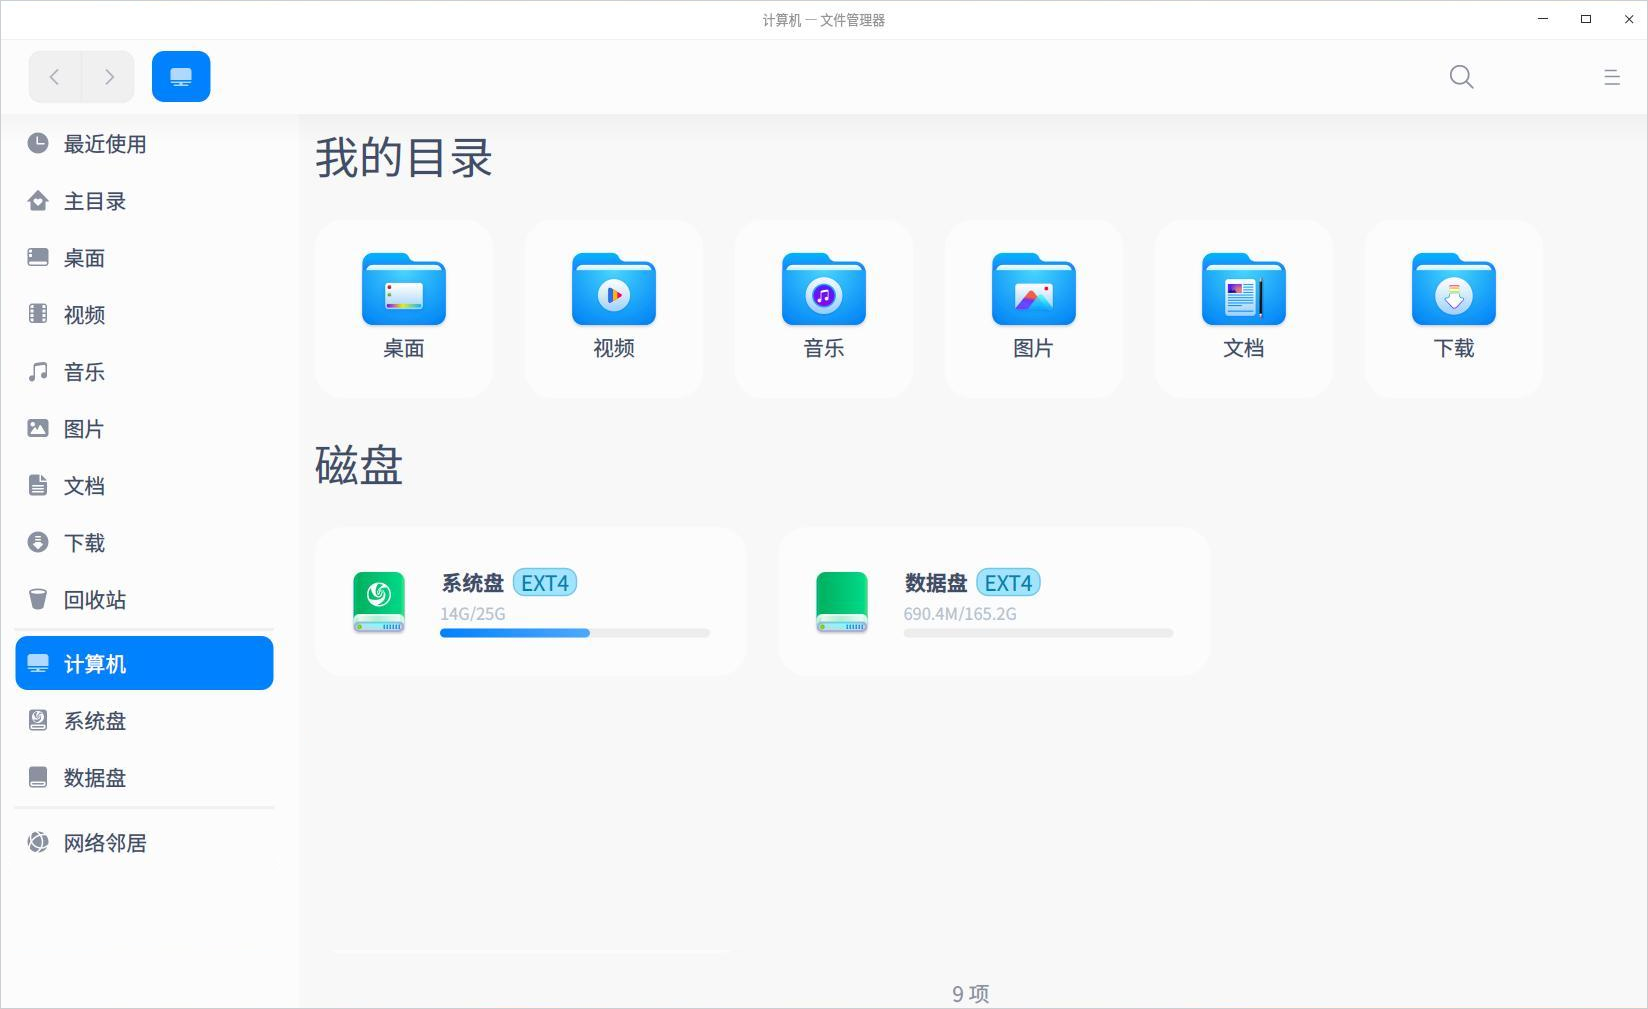 计算机 — 文件管理器
最近使用
主目录
桌面
视频
音乐
图片
文档
下载
回收站
计算机
系统盘
数据盘
网络邻居
我的目录
桌面
视频
音乐
图片
文档
下载
磁盘
系统盘 EXT4
14G/25G
数据盘 EXT4
690.4M/165.2G
9 项